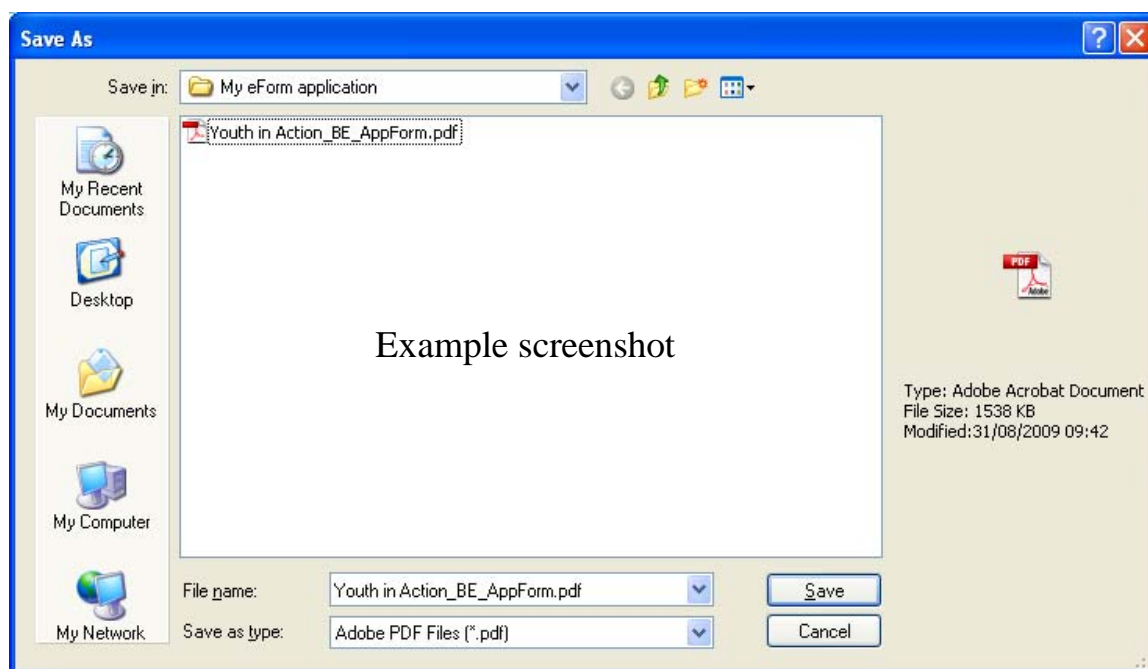 Save As
Save in: My eForm application
Youth in Action_BE_AppForm.pdf
My Recent
Documents
Desktop
My Documents
My Computer
My Network
Example screenshot
PDF
Adobe
Type: Adobe Acrobat Document
File Size: 1538 KB
Modified:31/08/2009 09:42
File name: Youth in Action_BE_AppForm.pdf Save
Save as type: Adobe PDF Files (*.pdf) Cancel